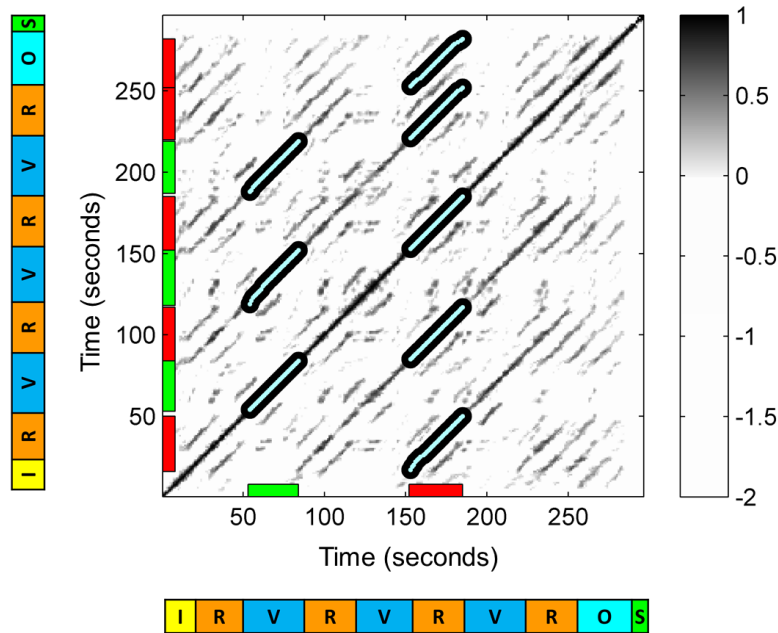 S
O
R
V
R
V
R
V
R
I
250
200
150
100
50
Time (seconds)
50 100 150 200 250
Time (seconds)
1
0.5
0
-0.5
-1
-1.5
-2
I R V R V R V R O S